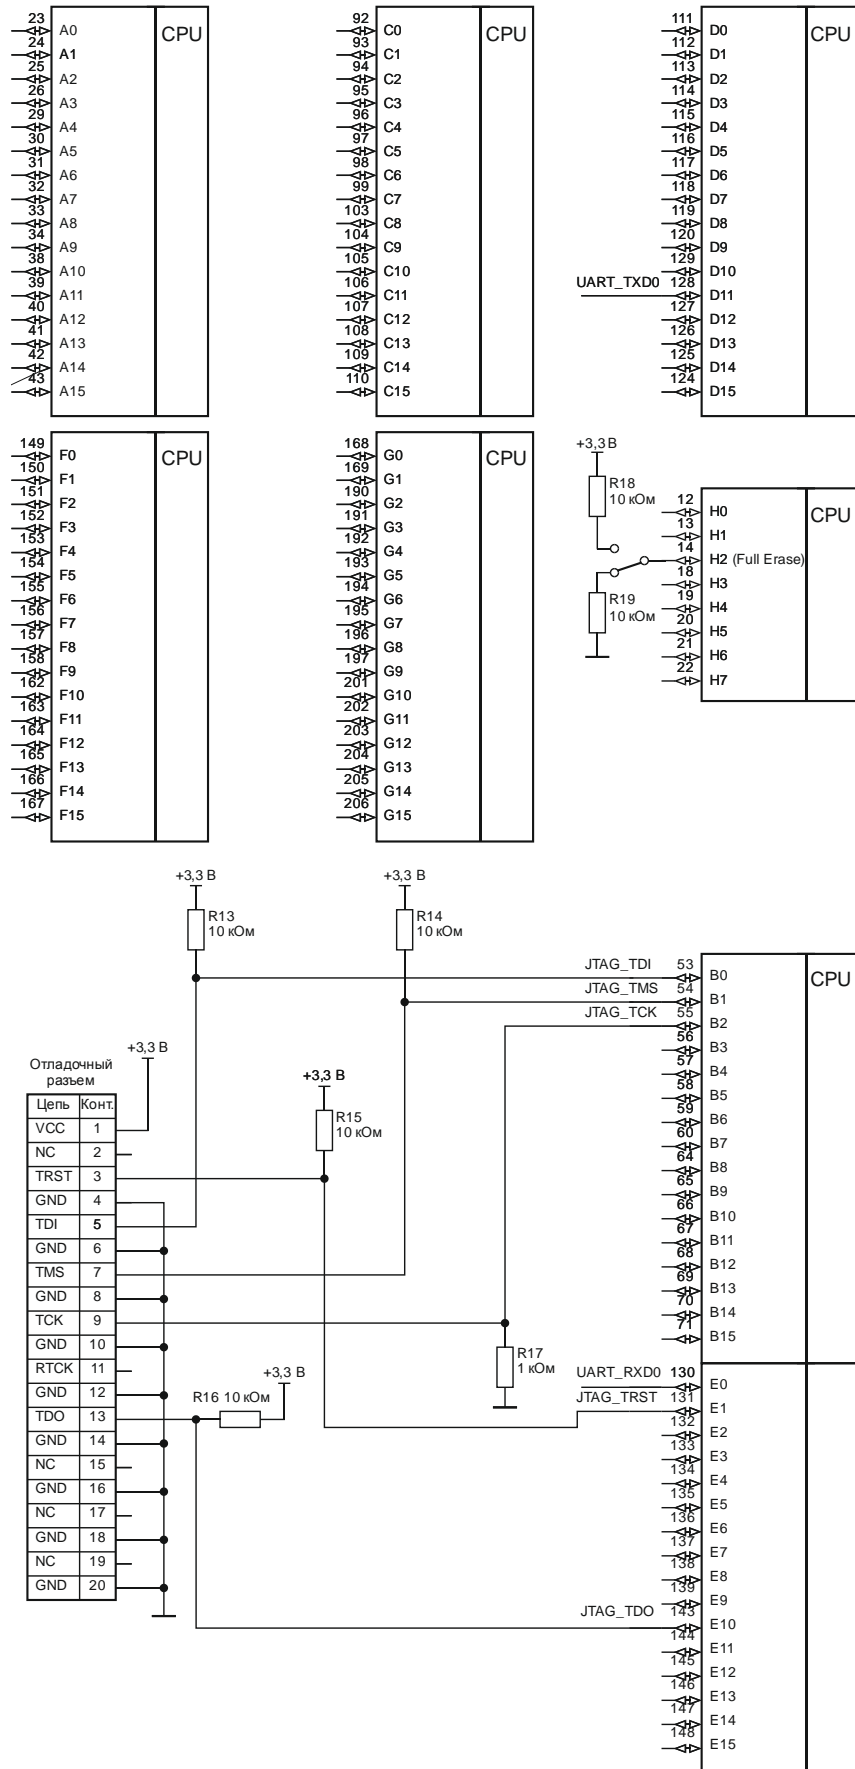 23 A0 CPU
24 A1
25 A2
26 A3
29 A4
30 A5
31 A6
32 A7
33 A8
34 A9
38 A10
39 A11
40 A12
41 A13
42 A14
43 A15
92 C0 CPU
93 C1
94 C2
95 C3
96 C4
97 C5
98 C6
99 C7
103 C8
104 C9
105 C10
106 C11
107 C12
108 C13
109 C14
110 C15
111 D0 CPU
112 D1
113 D2
114 D3
115 D4
116 D5
117 D6
118 D7
119 D8
120 D9
129 D10
UART_TXD0 128 D11
127 D12
126 D13
125 D14
124 D15
149 F0 CPU
150 F1
151 F2
152 F3
153 F4
154 F5
155 F6
156 F7
157 F8
158 F9
162 F10
163 F11
164 F12
165 F13
166 F14
167 F15
168 G0 CPU
169 G1
190 G2
191 G3
192 G4
193 G5
194 G6
195 G7
196 G8
197 G9
201 G10
202 G11
203 G12
204 G13
205 G14
206 G15
+3,3 В
R18
10 кОм
R19
10 кОм
12 H0 CPU
13 H1
14 H2 (Full Erase)
18 H3
19 H4
20 H5
21 H6
22 H7
+3,3 В
R13
10 кОм
+3,3 В
R14
10 кОм
JTAG_TDI 53 B0 CPU
JTAG_TMS 54 B1
JTAG_TCK 55 B2
56 B3
57 B4
58 B5
59 B6
60 B7
64 B8
65 B9
66 B10
67 B11
68 B12
69 B13
70 B14
71 B15
+3,3 В
Отладочный
разъем
Цепь Конт.
VCC 1
NC 2
TRST 3
GND 4
TDI 5
GND 6
TMS 7
GND 8
TCK 9
GND 10
RTCK 11
GND 12
TDO 13
GND 14
NC 15
GND 16
NC 17
GND 18
NC 19
GND 20
+3,3 В
R15
10 кОм
R17
1 кОм
+3,3 В
R16 10 кОм
UART_RXD0 130 E0
JTAG_TRST 131 E1
132 E2
133 E3
134 E4
135 E5
136 E6
137 E7
138 E8
139 E9
JTAG_TDO 143 E10
144 E11
145 E12
146 E13
147 E14
148 E15